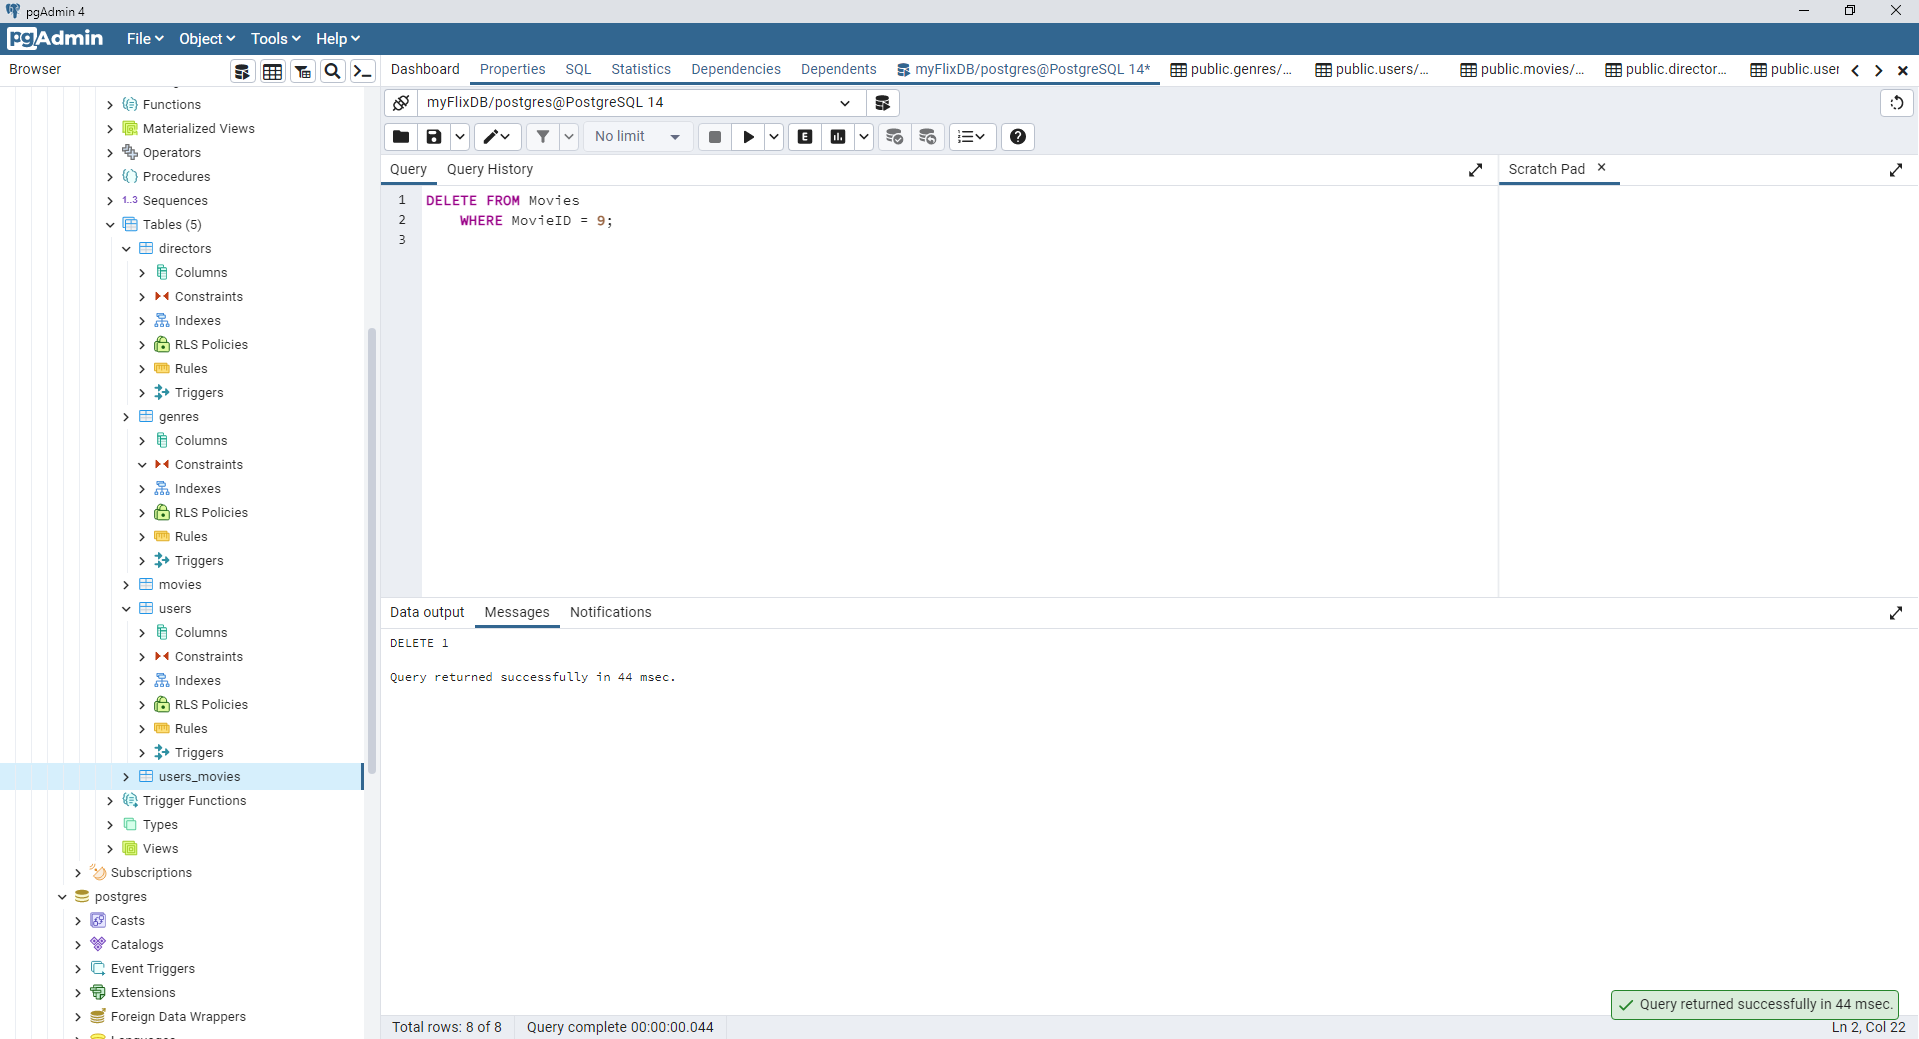 pgAdmin 4
pgAdmin File Object Tools Help
Browser
Dashboard Properties SQL Statistics Dependencies Dependents myFlixDB/postgres@PostgreSQL 14* public.genres/... public.users/... public.movies/... public.director... public.user
myFlixDB/postgres@PostgreSQL 14
No limit
Query Query History
Scratch Pad
1 DELETE FROM Movies
2 WHERE MovieID = 9;
3
Functions
Materialized Views
Operators
Procedures
1..3 Sequences
Tables (5)
directors
Columns
Constraints
Indexes
RLS Policies
Rules
Triggers
genres
Columns
Constraints
Indexes
RLS Policies
Rules
Triggers
movies
users
Columns
Constraints
Indexes
RLS Policies
Rules
Triggers
users_movies
Trigger Functions
Types
Views
Subscriptions
postgres
Casts
Catalogs
Event Triggers
Extensions
Foreign Data Wrappers
Languages
Data output Messages Notifications
DELETE 1
Query returned successfully in 44 msec.
Query returned successfully in 44 msec.
Total rows: 8 of 8 Query complete 00:00:00.044
Ln 2, Col 22